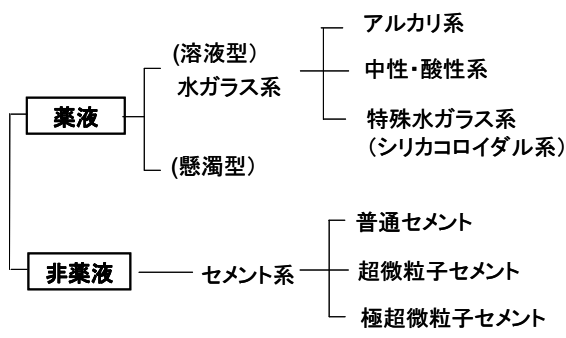 薬液
(溶液型)
水ガラス系
アルカリ系
中性・酸性系
特殊水ガラス系
(シリカコロイダル系)
(懸濁型)
非薬液
セメント系
普通セメント
超微粒子セメント
極超微粒子セメント